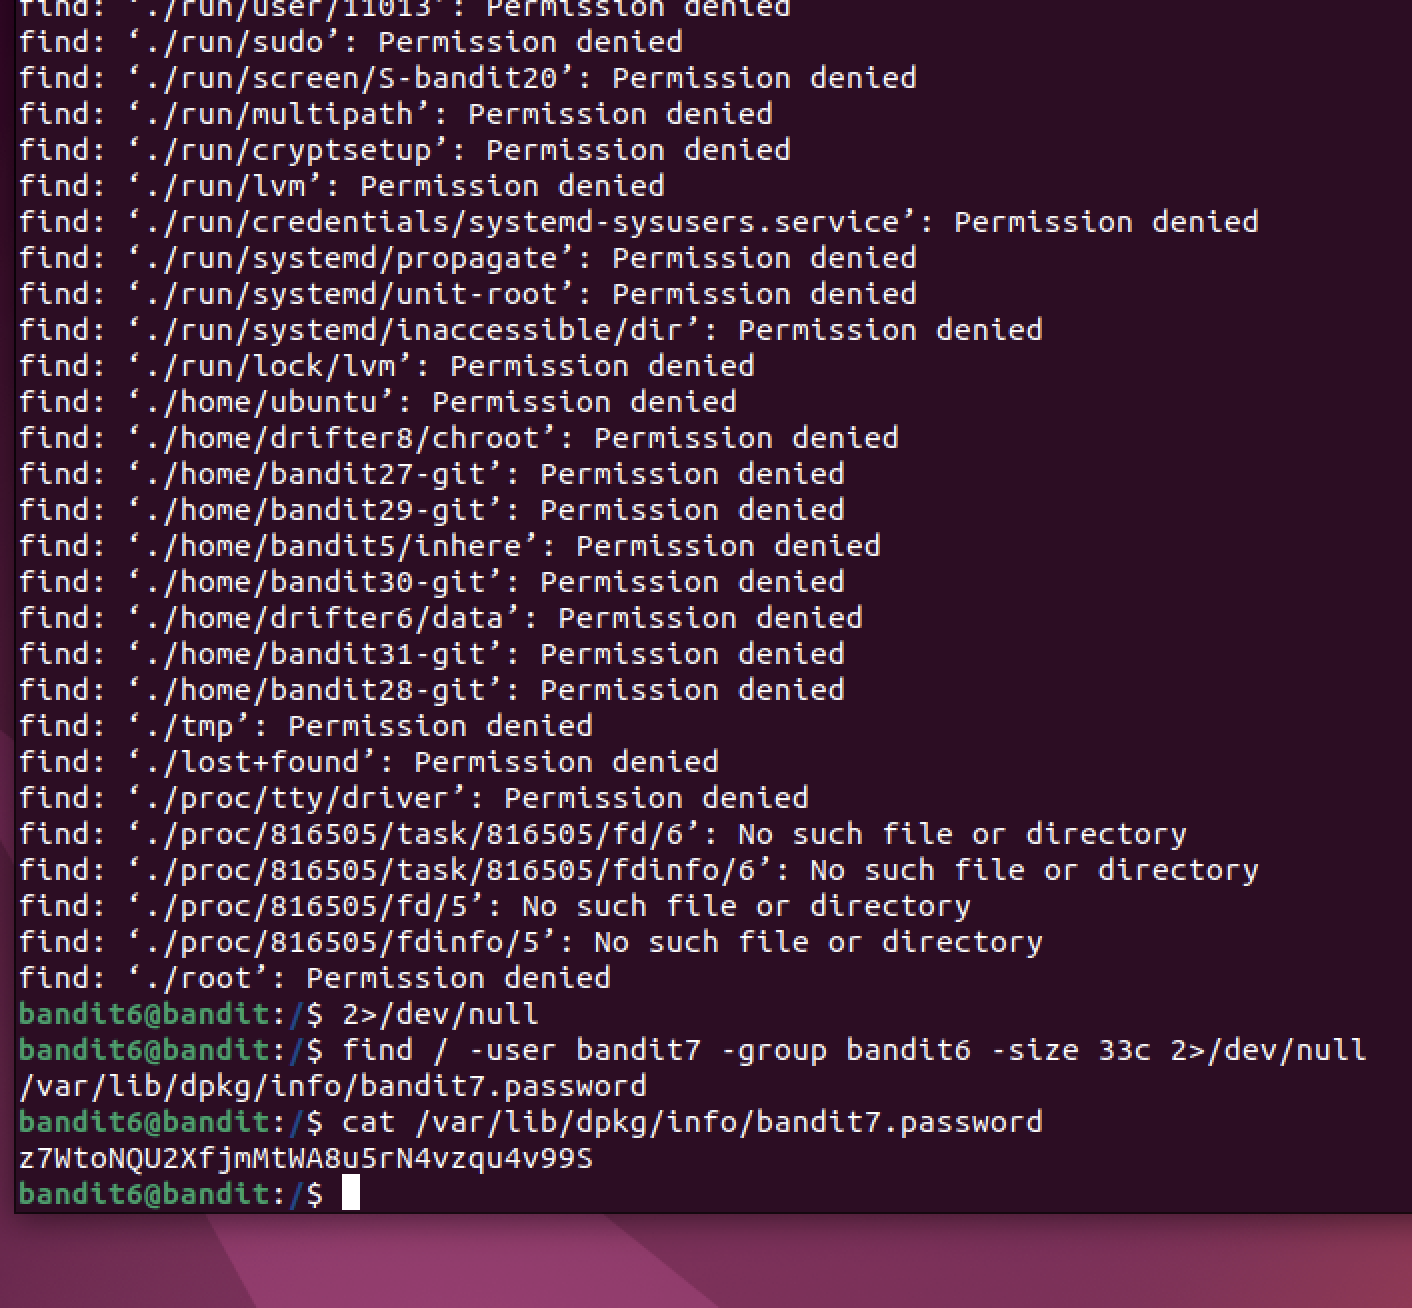 find: ‘./run/user/11013’: Permission denied
find: ‘./run/sudo’: Permission denied
find: ‘./run/screen/S-bandit20’: Permission denied
find: ‘./run/multipath’: Permission denied
find: ‘./run/cryptsetup’: Permission denied
find: ‘./run/lvm’: Permission denied
find: ‘./run/credentials/systemd-sysusers.service’: Permission denied
find: ‘./run/systemd/propagate’: Permission denied
find: ‘./run/systemd/unit-root’: Permission denied
find: ‘./run/systemd/inaccessible/dir’: Permission denied
find: ‘./run/lock/lvm’: Permission denied
find: ‘./home/ubuntu’: Permission denied
find: ‘./home/drifter8/chroot’: Permission denied
find: ‘./home/bandit27-git’: Permission denied
find: ‘./home/bandit29-git’: Permission denied
find: ‘./home/bandit5/inhere’: Permission denied
find: ‘./home/bandit30-git’: Permission denied
find: ‘./home/drifter6/data’: Permission denied
find: ‘./home/bandit31-git’: Permission denied
find: ‘./home/bandit28-git’: Permission denied
find: ‘./tmp’: Permission denied
find: ‘./lost+found’: Permission denied
find: ‘./proc/tty/driver’: Permission denied
find: ‘./proc/816505/task/816505/fd/6’: No such file or directory
find: ‘./proc/816505/task/816505/fdinfo/6’: No such file or directory
find: ‘./proc/816505/fd/5’: No such file or directory
find: ‘./proc/816505/fdinfo/5’: No such file or directory
find: ‘./root’: Permission denied
bandit6@bandit:/$ 2>/dev/null
bandit6@bandit:/$ find / -user bandit7 -group bandit6 -size 33c 2>/dev/null
/var/lib/dpkg/info/bandit7.password
bandit6@bandit:/$ cat /var/lib/dpkg/info/bandit7.password
z7WtoNQU2XfjmMtWA8u5rN4vzqu4v99S
bandit6@bandit:/$